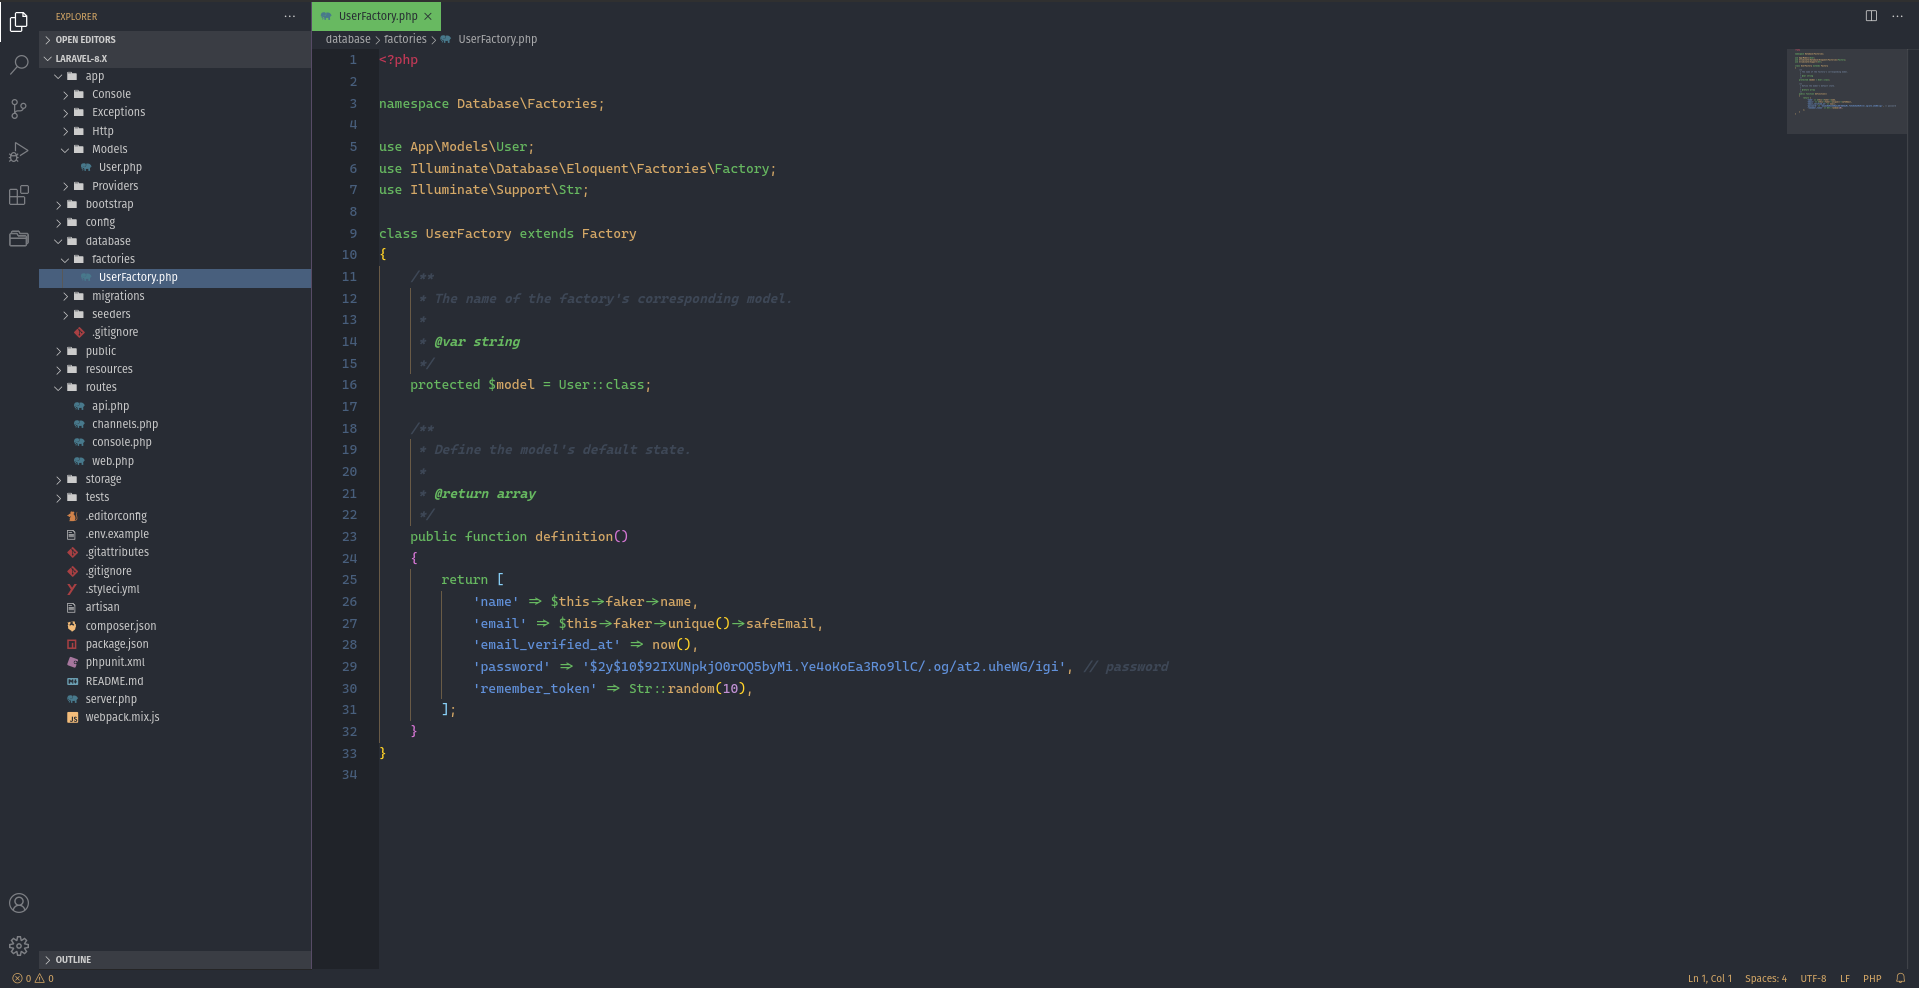 EXPLORER
OPEN EDITORS
LARAVEL-8.X
app
Console
Exceptions
Http
Models
User.php
Providers
bootstrap
config
database
factories
UserFactory.php
migrations
seeders
.gitignore
public
resources
routes
api.php
channels.php
console.php
web.php
storage
tests
.editorconfig
.env.example
.gitattributes
.gitignore
.styleci.yml
artisan
composer.json
package.json
phpunit.xml
README.md
server.php
webpack.mix.js
OUTLINE
UserFactory.php
database > factories > UserFactory.php
1 <?php
2
3 namespace Database\Factories;
4
5 use App\Models\User;
6 use Illuminate\Database\Eloquent\Factories\Factory;
7 use Illuminate\Support\Str;
8
9 class UserFactory extends Factory
10 {
11     /**
12      * The name of the factory's corresponding model.
13      *
14      * @var string
15      */
16     protected $model = User::class;
17
18     /**
19      * Define the model's default state.
20      *
21      * @return array
22      */
23     public function definition()
24     {
25         return [
26             'name' => $this->faker->name,
27             'email' => $this->faker->unique()->safeEmail,
28             'email_verified_at' => now(),
29             'password' => '$2y$10$92IXUNpkjO0rOQ5byMi.Ye4oKoEa3Ro9llC/.og/at2.uheWG/igi', // password
30             'remember_token' => Str::random(10),
31         ];
32     }
33 }
34
0 0
Ln 1, Col 1 Spaces: 4 UTF-8 LF PHP